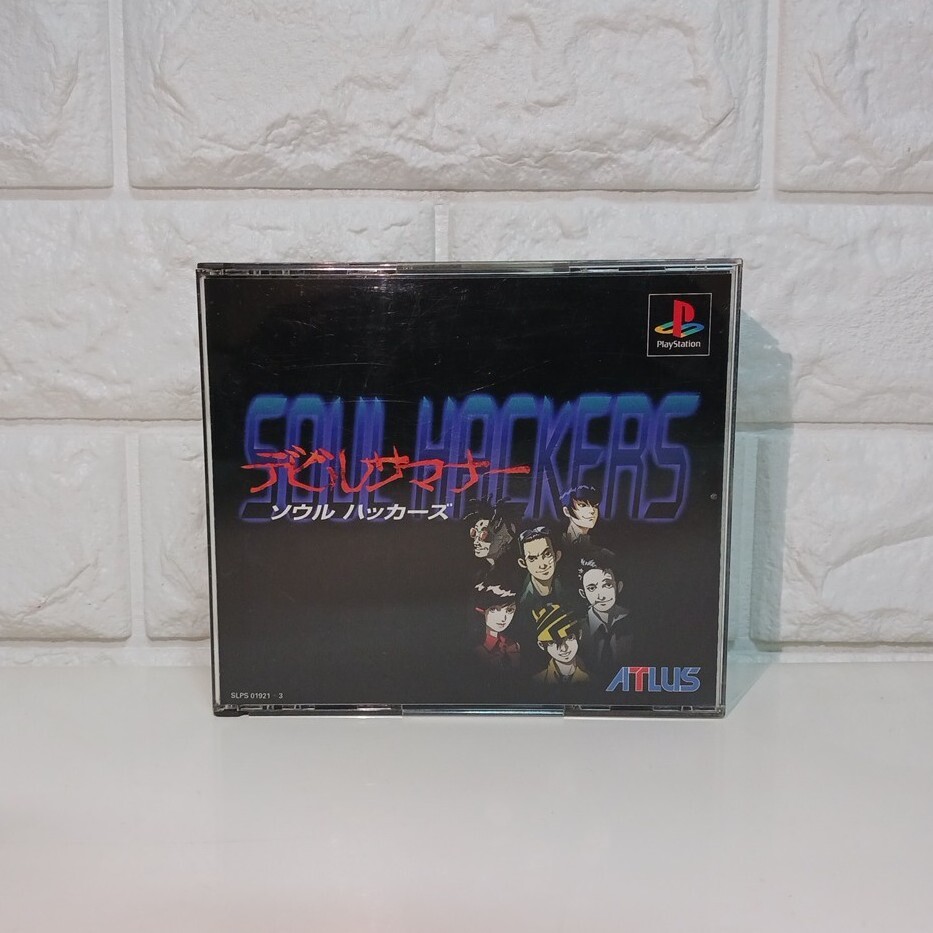 PlayStation
SOUL HACKERS
デビルサマナー
ソウル ハッカーズ
ATLUS
SLPS 01921-3